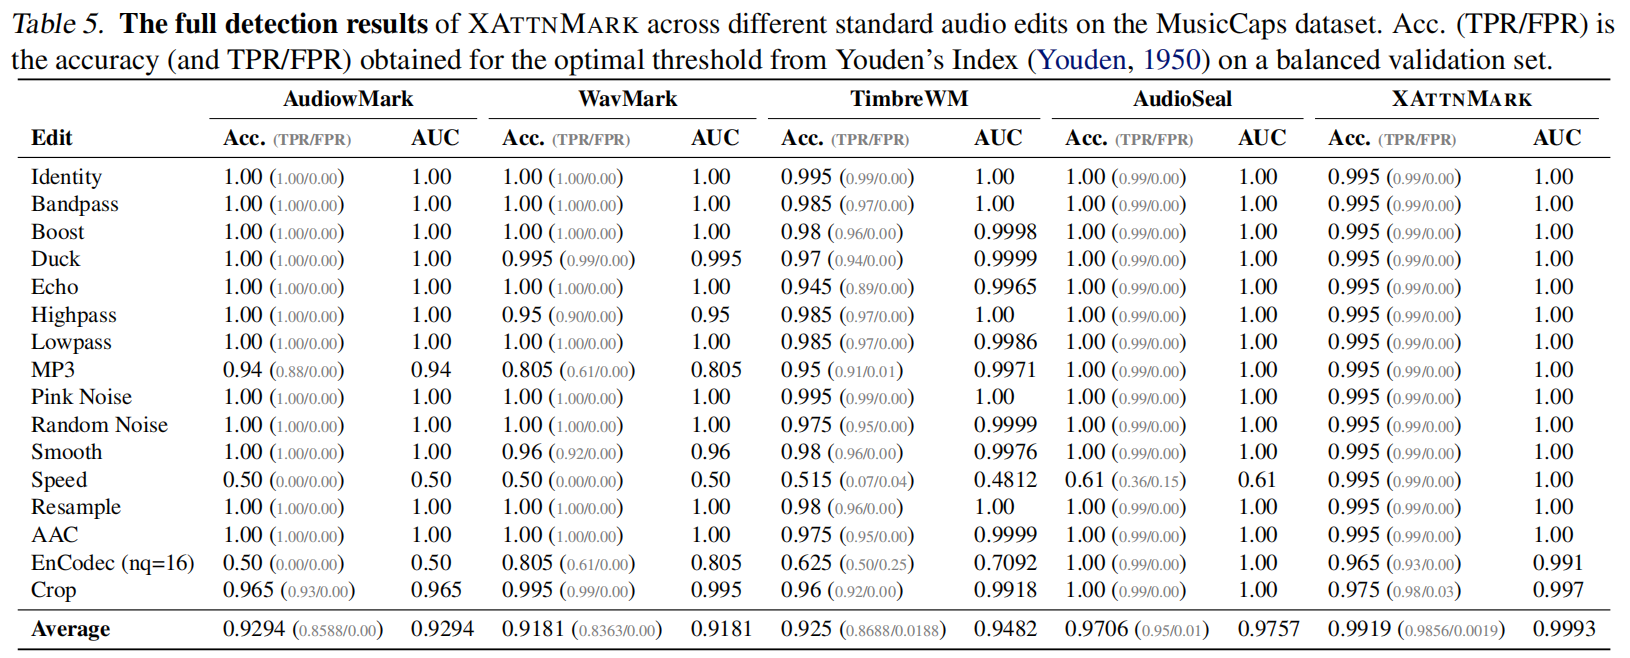 Table 5. The full detection results of XATTNMARK across different standard audio edits on the MusicCaps dataset. Acc. (TPR/FPR) is
the accuracy (and TPR/FPR) obtained for the optimal threshold from Youden's Index (Youden, 1950) on a balanced validation set.
AudiowMark WavMark TimbreWM AudioSeal XATTNMARK
Edit Acc. (TPR/FPR) AUC Acc. (TPR/FPR) AUC Acc. (TPR/FPR) AUC Acc. (TPR/FPR) AUC Acc. (TPR/FPR) AUC
Identity 1.00 (1.00/0.00) 1.00 1.00 (1.00/0.00) 1.00 0.995 (0.99/0.00) 1.00 1.00 (0.99/0.00) 1.00 0.995 (0.99/0.00) 1.00
Bandpass 1.00 (1.00/0.00) 1.00 1.00 (1.00/0.00) 1.00 0.985 (0.97/0.00) 1.00 1.00 (0.99/0.00) 1.00 0.995 (0.99/0.00) 1.00
Boost 1.00 (1.00/0.00) 1.00 1.00 (1.00/0.00) 1.00 0.98 (0.96/0.00) 0.9998 1.00 (0.99/0.00) 1.00 0.995 (0.99/0.00) 1.00
Duck 1.00 (1.00/0.00) 1.00 0.995 (0.99/0.00) 0.995 0.97 (0.94/0.00) 0.9999 1.00 (0.99/0.00) 1.00 0.995 (0.99/0.00) 1.00
Echo 1.00 (1.00/0.00) 1.00 1.00 (1.00/0.00) 1.00 0.945 (0.89/0.00) 0.9965 1.00 (0.99/0.00) 1.00 0.995 (0.99/0.00) 1.00
Highpass 1.00 (1.00/0.00) 1.00 0.95 (0.90/0.00) 0.95 0.985 (0.97/0.00) 1.00 1.00 (0.99/0.00) 1.00 0.995 (0.99/0.00) 1.00
Lowpass 1.00 (1.00/0.00) 1.00 1.00 (1.00/0.00) 1.00 0.985 (0.97/0.00) 0.9986 1.00 (0.99/0.00) 1.00 0.995 (0.99/0.00) 1.00
MP3 0.94 (0.88/0.00) 0.94 0.805 (0.61/0.00) 0.805 0.95 (0.91/0.01) 0.9971 1.00 (0.99/0.00) 1.00 0.995 (0.99/0.00) 1.00
Pink Noise 1.00 (1.00/0.00) 1.00 1.00 (1.00/0.00) 1.00 0.995 (0.99/0.00) 1.00 1.00 (0.99/0.00) 1.00 0.995 (0.99/0.00) 1.00
Random Noise 1.00 (1.00/0.00) 1.00 1.00 (1.00/0.00) 1.00 0.975 (0.95/0.00) 0.9999 1.00 (0.99/0.00) 1.00 0.995 (0.99/0.00) 1.00
Smooth 1.00 (1.00/0.00) 1.00 0.96 (0.92/0.00) 0.96 0.98 (0.96/0.00) 0.9976 1.00 (0.99/0.00) 1.00 0.995 (0.99/0.00) 1.00
Speed 0.50 (0.00/0.00) 0.50 0.50 (0.00/0.00) 0.50 0.515 (0.07/0.04) 0.4812 0.61 (0.36/0.15) 0.61 0.995 (0.99/0.00) 1.00
Resample 1.00 (1.00/0.00) 1.00 1.00 (1.00/0.00) 1.00 0.98 (0.96/0.00) 1.00 1.00 (0.99/0.00) 1.00 0.995 (0.99/0.00) 1.00
AAC 1.00 (1.00/0.00) 1.00 1.00 (1.00/0.00) 1.00 0.975 (0.95/0.00) 0.9999 1.00 (0.99/0.00) 1.00 0.995 (0.99/0.00) 1.00
EnCodec (nq=16) 0.50 (0.00/0.00) 0.50 0.805 (0.61/0.00) 0.805 0.625 (0.50/0.25) 0.7092 1.00 (0.99/0.00) 1.00 0.965 (0.93/0.00) 0.991
Crop 0.965 (0.93/0.00) 0.965 0.995 (0.99/0.00) 0.995 0.96 (0.92/0.00) 0.9918 1.00 (0.99/0.00) 1.00 0.975 (0.98/0.03) 0.997
Average 0.9294 (0.8588/0.00) 0.9294 0.9181 (0.8363/0.00) 0.9181 0.925 (0.8688/0.0188) 0.9482 0.9706 (0.95/0.01) 0.9757 0.9919 (0.9856/0.0019) 0.9993